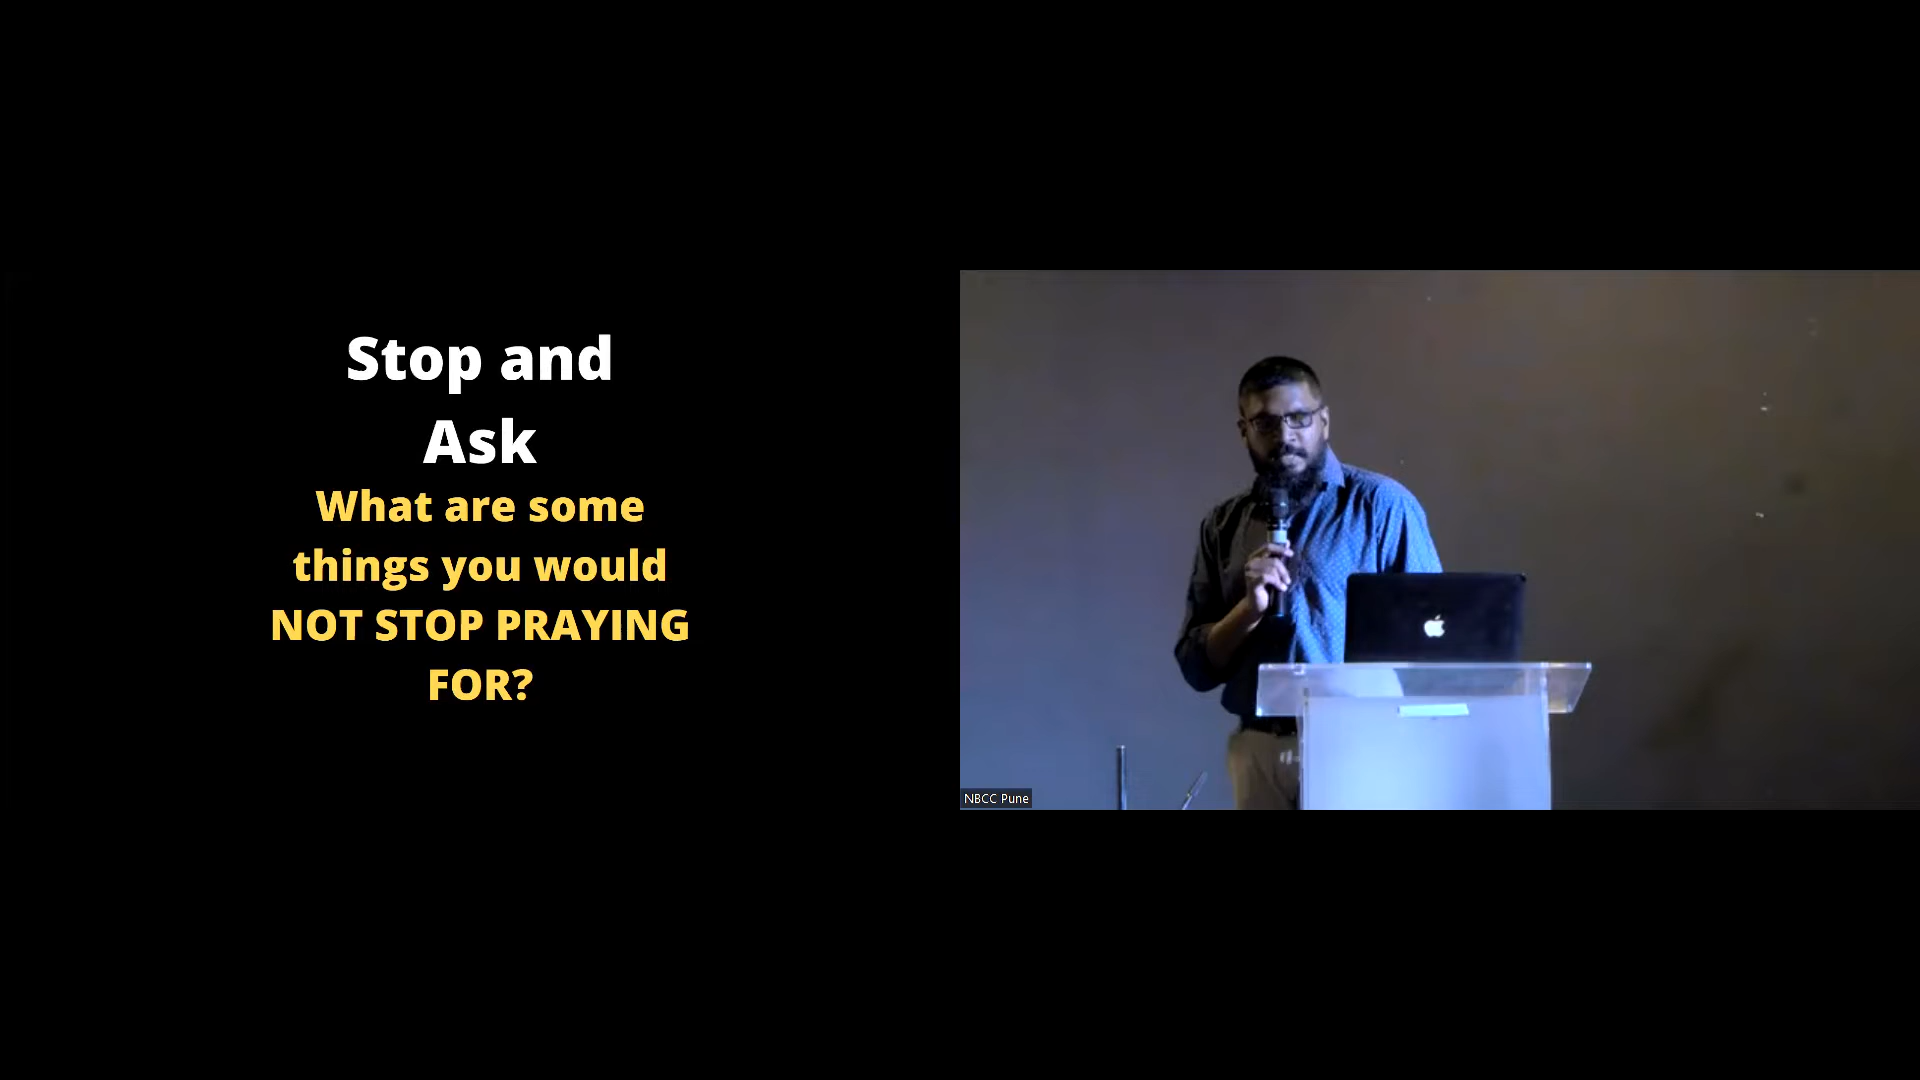 Stop and
Ask
What are some
things you would
NOT STOP PRAYING
FOR?
NBCC Pune